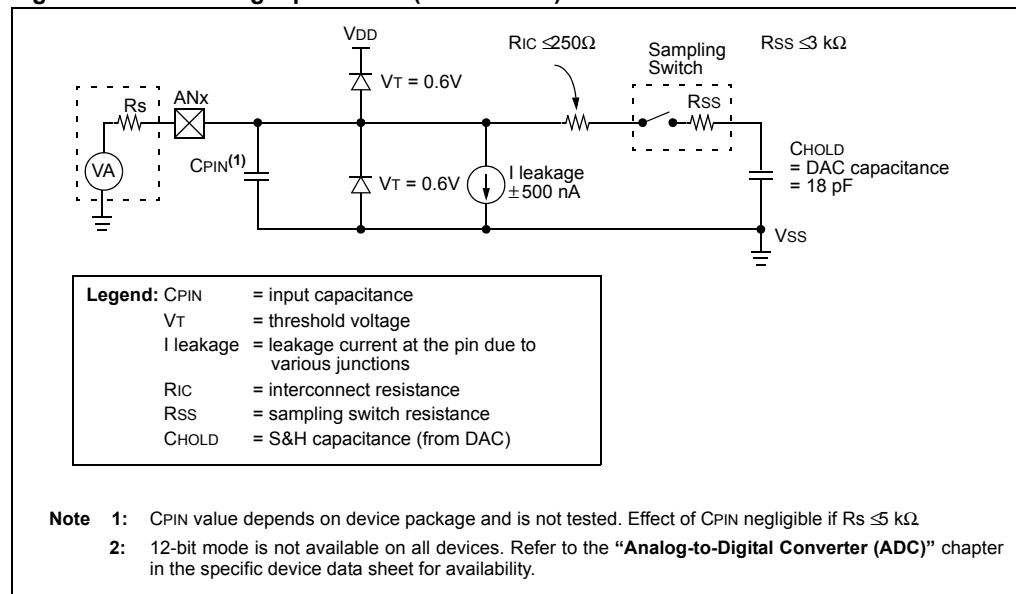 VDD
RIC ≤250Ω
Sampling
Switch
RSS ≤3 kΩ
VT = 0.6V
Rs
ANx
RSS
CPIN(1)
VA
VT = 0.6V
I leakage
± 500 nA
CHOLD
= DAC capacitance
= 18 pF
VSS
Legend: CPIN = input capacitance
VT = threshold voltage
I leakage = leakage current at the pin due to
various junctions
RIC = interconnect resistance
RSS = sampling switch resistance
CHOLD = S&H capacitance (from DAC)
Note 1: CPIN value depends on device package and is not tested. Effect of CPIN negligible if Rs ≤5 kΩ
2: 12-bit mode is not available on all devices. Refer to the “Analog-to-Digital Converter (ADC)” chapter
in the specific device data sheet for availability.